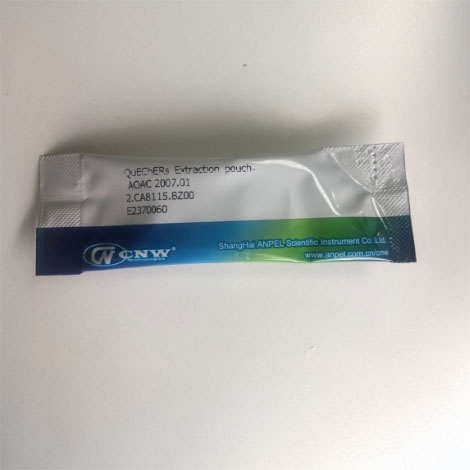 QuEChERs Extraction pouch,
AOAC 2007.01
2.CA8115.BZ00
E2370060
CNW®
Technologies
ShangHai ANPEL Scientific Instrument Co.,Ltd.
www.anpel.com.cn/cnw